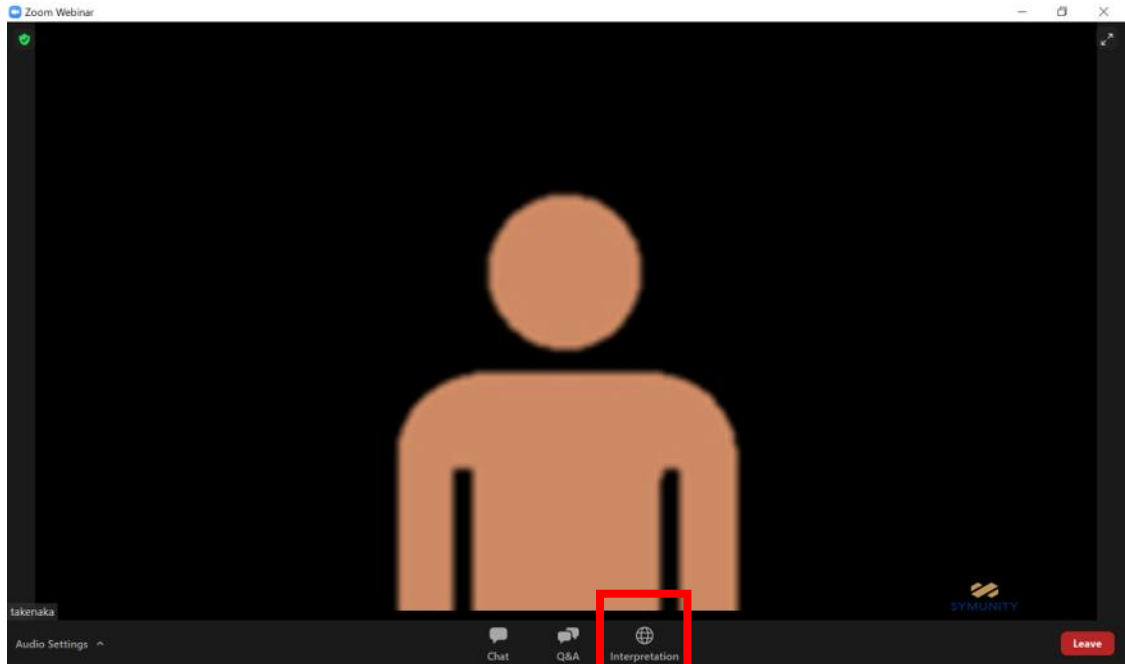 Zoom Webinar
SYMUNITY
takenaka
Audio Settings
Chat
Q&A
Interpretation
Leave